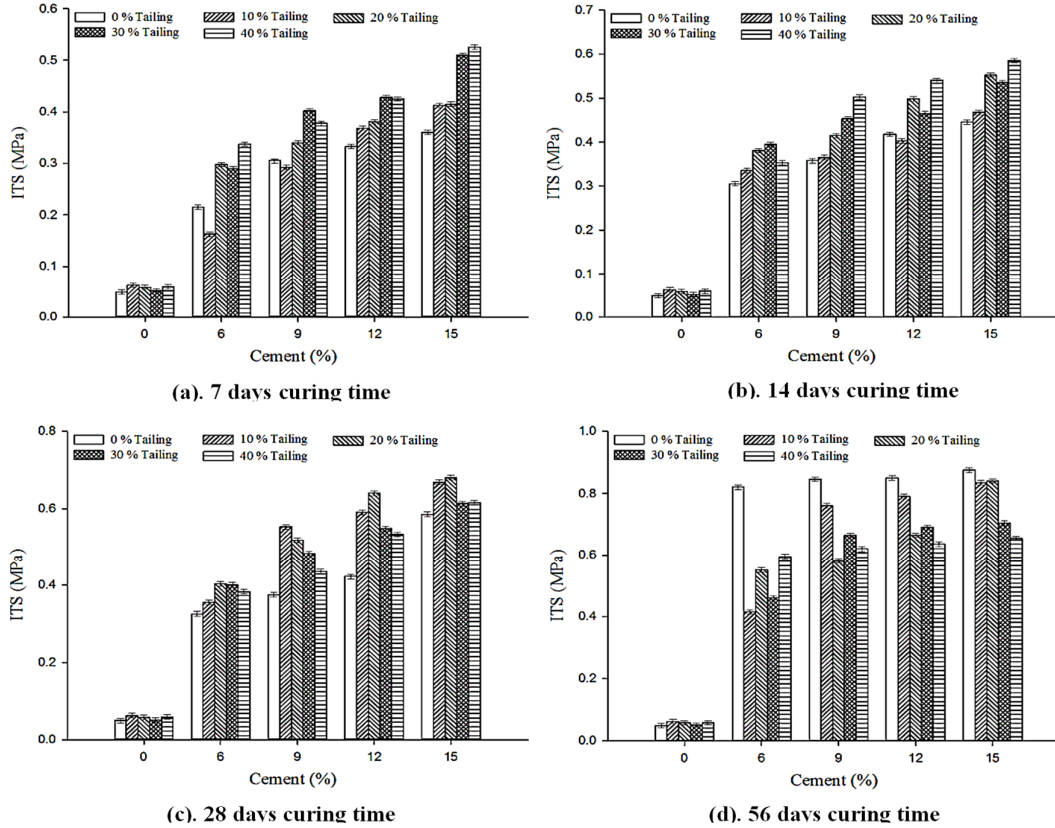 0.6
0.5
0.4
0.3
0.2
0.1
0.0
ITS (MPa)
0 % Tailing 10 % Tailing 20 % Tailing
30 % Tailing 40 % Tailing
0 6 9 12 15
Cement (%)
(a). 7 days curing time
0.7
0.6
0.5
0.4
0.3
0.2
0.1
0.0
ITS (MPa)
0 % Tailing 10 % Tailing 20 % Tailing
30 % Tailing 40 % Tailing
0 6 9 12 15
Cement (%)
(b). 14 days curing time
0.8
0.6
0.4
0.2
0.0
ITS (MPa)
0 % Tailing 10 % Tailing 20 % Tailing
30 % Tailing 40 % Tailing
0 6 9 12 15
Cement (%)
(c). 28 days curing time
1.0
0.8
0.6
0.4
0.2
0.0
ITS (MPa)
0 % Tailing 10 % Tailing 20 % Tailing
30 % Tailing 40 % Tailing
0 6 9 12 15
Cement (%)
(d). 56 days curing time